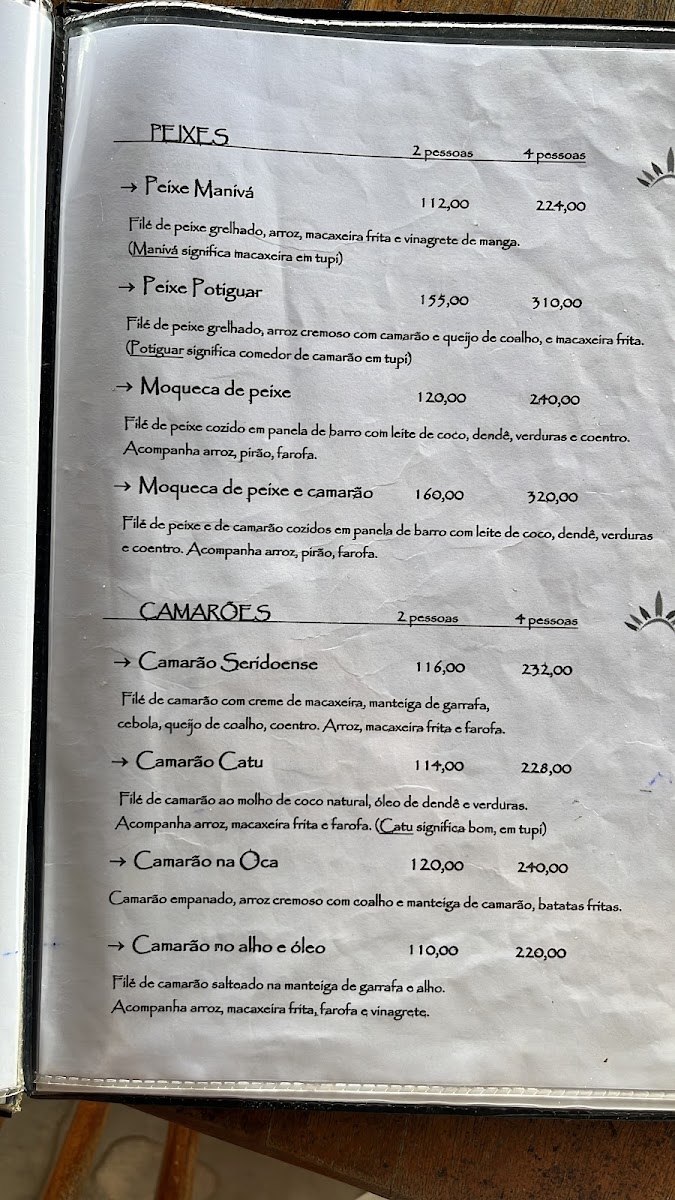 PEIXES 2 pessoas 4 pessoas
→ Peixe Manivá 112,00 224,00
Filé de peixe grelhado, arroz, macaxeira frita e vinagrete de manga.
(Manivá significa macaxeira em tupi)
→ Peixe Potiguar 155,00 310,00
Filé de peixe grelhado, arroz cremoso com camarão e queijo de coalho, e macaxeira frita.
(Potiguar significa comedor de camarão em tupi)
→ Moqueca de peixe 120,00 240,00
Filé de peixe cozido em panela de barro com leite de coco, dendê, verduras e coentro.
Acompanha arroz, pirão, farofa.
→ Moqueca de peixe e camarão 160,00 320,00
Filé de peixe e de camarão cozidos em panela de barro com leite de coco, dendê, verduras
e coentro. Acompanha arroz, pirão, farofa.
CAMARÕES 2 pessoas 4 pessoas
→ Camarão Seridoense 116,00 232,00
Filé de camarão com creme de macaxeira, manteiga de garrafa,
cebola, queijo de coalho, coentro. Arroz, macaxeira frita e farofa.
→ Camarão Catu 114,00 228,00
Filé de camarão ao molho de coco natural, óleo de dendê e verduras.
Acompanha arroz, macaxeira frita e farofa. (Catu significa bom, em tupi)
→ Camarão na Oca 120,00 240,00
Camarão empanado, arroz cremoso com coalho e manteiga de camarão, batatas fritas.
→ Camarão no alho e óleo 110,00 220,00
Filé de camarão salteado na manteiga de garrafa e alho.
Acompanha arroz, macaxeira frita, farofa e vinagrete.